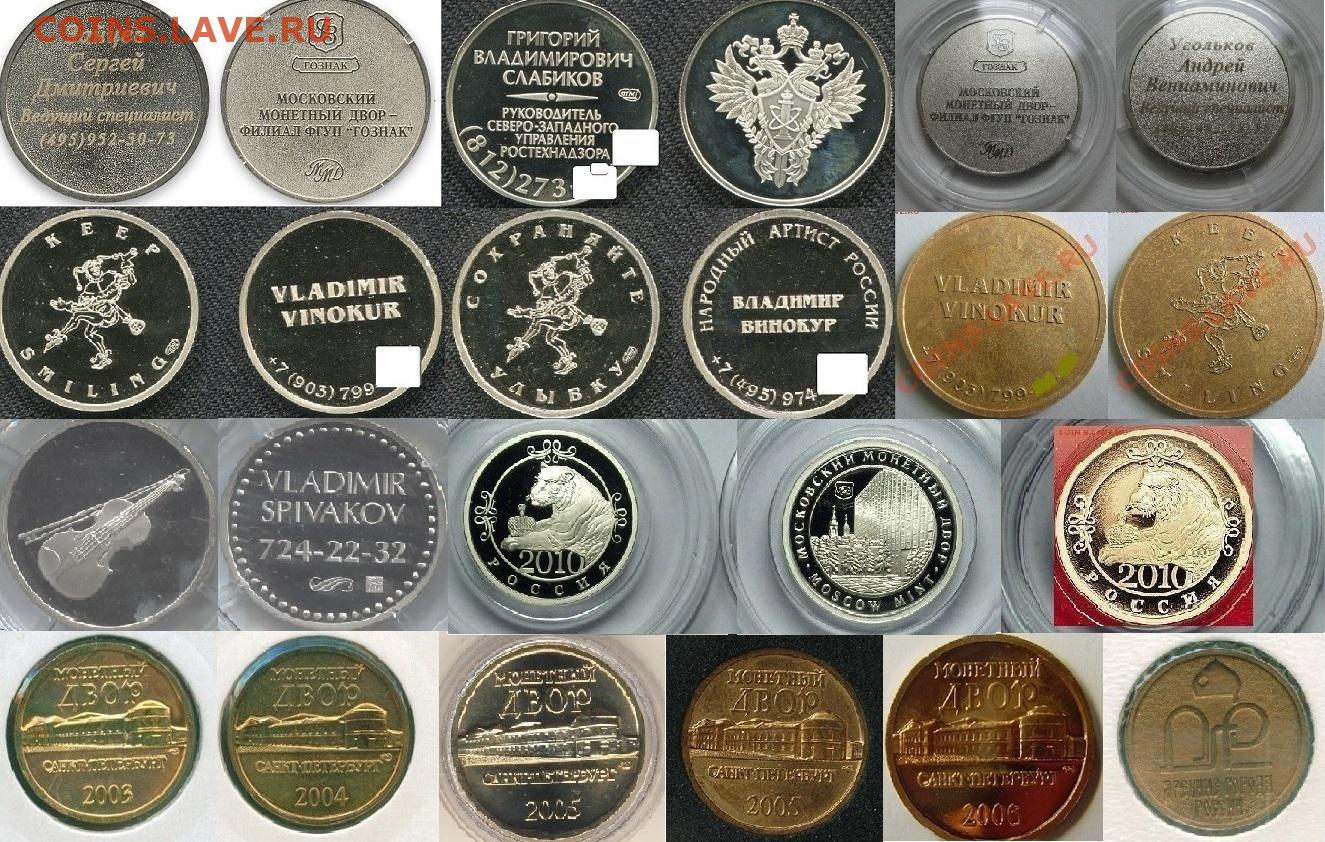 COINS.LAVE.RU
Сергей
Дмитриевич
Ведущий специалист
(495)952-30-73
ГОЗНАК
МОСКОВСКИЙ
МОНЕТНЫЙ ДВОР –
ФИЛИАЛ ФГУП "ГОЗНАК"
ММД
ГРИГОРИЙ
ВЛАДИМИРОВИЧ
СЛАБИКОВ
РУКОВОДИТЕЛЬ
СЕВЕРО-ЗАПАДНОГО
УПРАВЛЕНИЯ
РОСТЕХНАДЗОРА
(812)273
ГОЗНАК
МОСКОВСКИЙ
МОНЕТНЫЙ ДВОР –
ФИЛИАЛ ФГУП "ГОЗНАК"
ММД
Угольков
Андрей
Вениаминович
KEEP
SMILING
VLADIMIR
VINOKUR
+7 (903) 799
СОХРАНЯЙТЕ
УЛЫБКУ
НАРОДНЫЙ АРТИСТ РОССИИ
ВЛАДИМИР
ВИНОКУР
+7 (495) 974
VLADIMIR
VINOKUR
+7 (903) 799-
KEEP
SMILING
VLADIMIR
SPIVAKOV
724-22-32
2010
РОССИЯ
МОСКОВСКИЙ МОНЕТНЫЙ ДВОР
MOSCOW MINT
2010
РОССИЯ
МОНЕТНЫЙ
ДВОР
САНКТ-ПЕТЕРБУРГ
2003
МОНЕТНЫЙ
ДВОР
САНКТ-ПЕТЕРБУРГ
2004
МОНЕТНЫЙ
ДВОР
САНКТ-ПЕТЕРБУРГ
2005
МОНЕТНЫЙ
ДВОР
САНКТ-ПЕТЕРБУРГ
2005
МОНЕТНЫЙ
ДВОР
САНКТ-ПЕТЕРБУРГ
2006